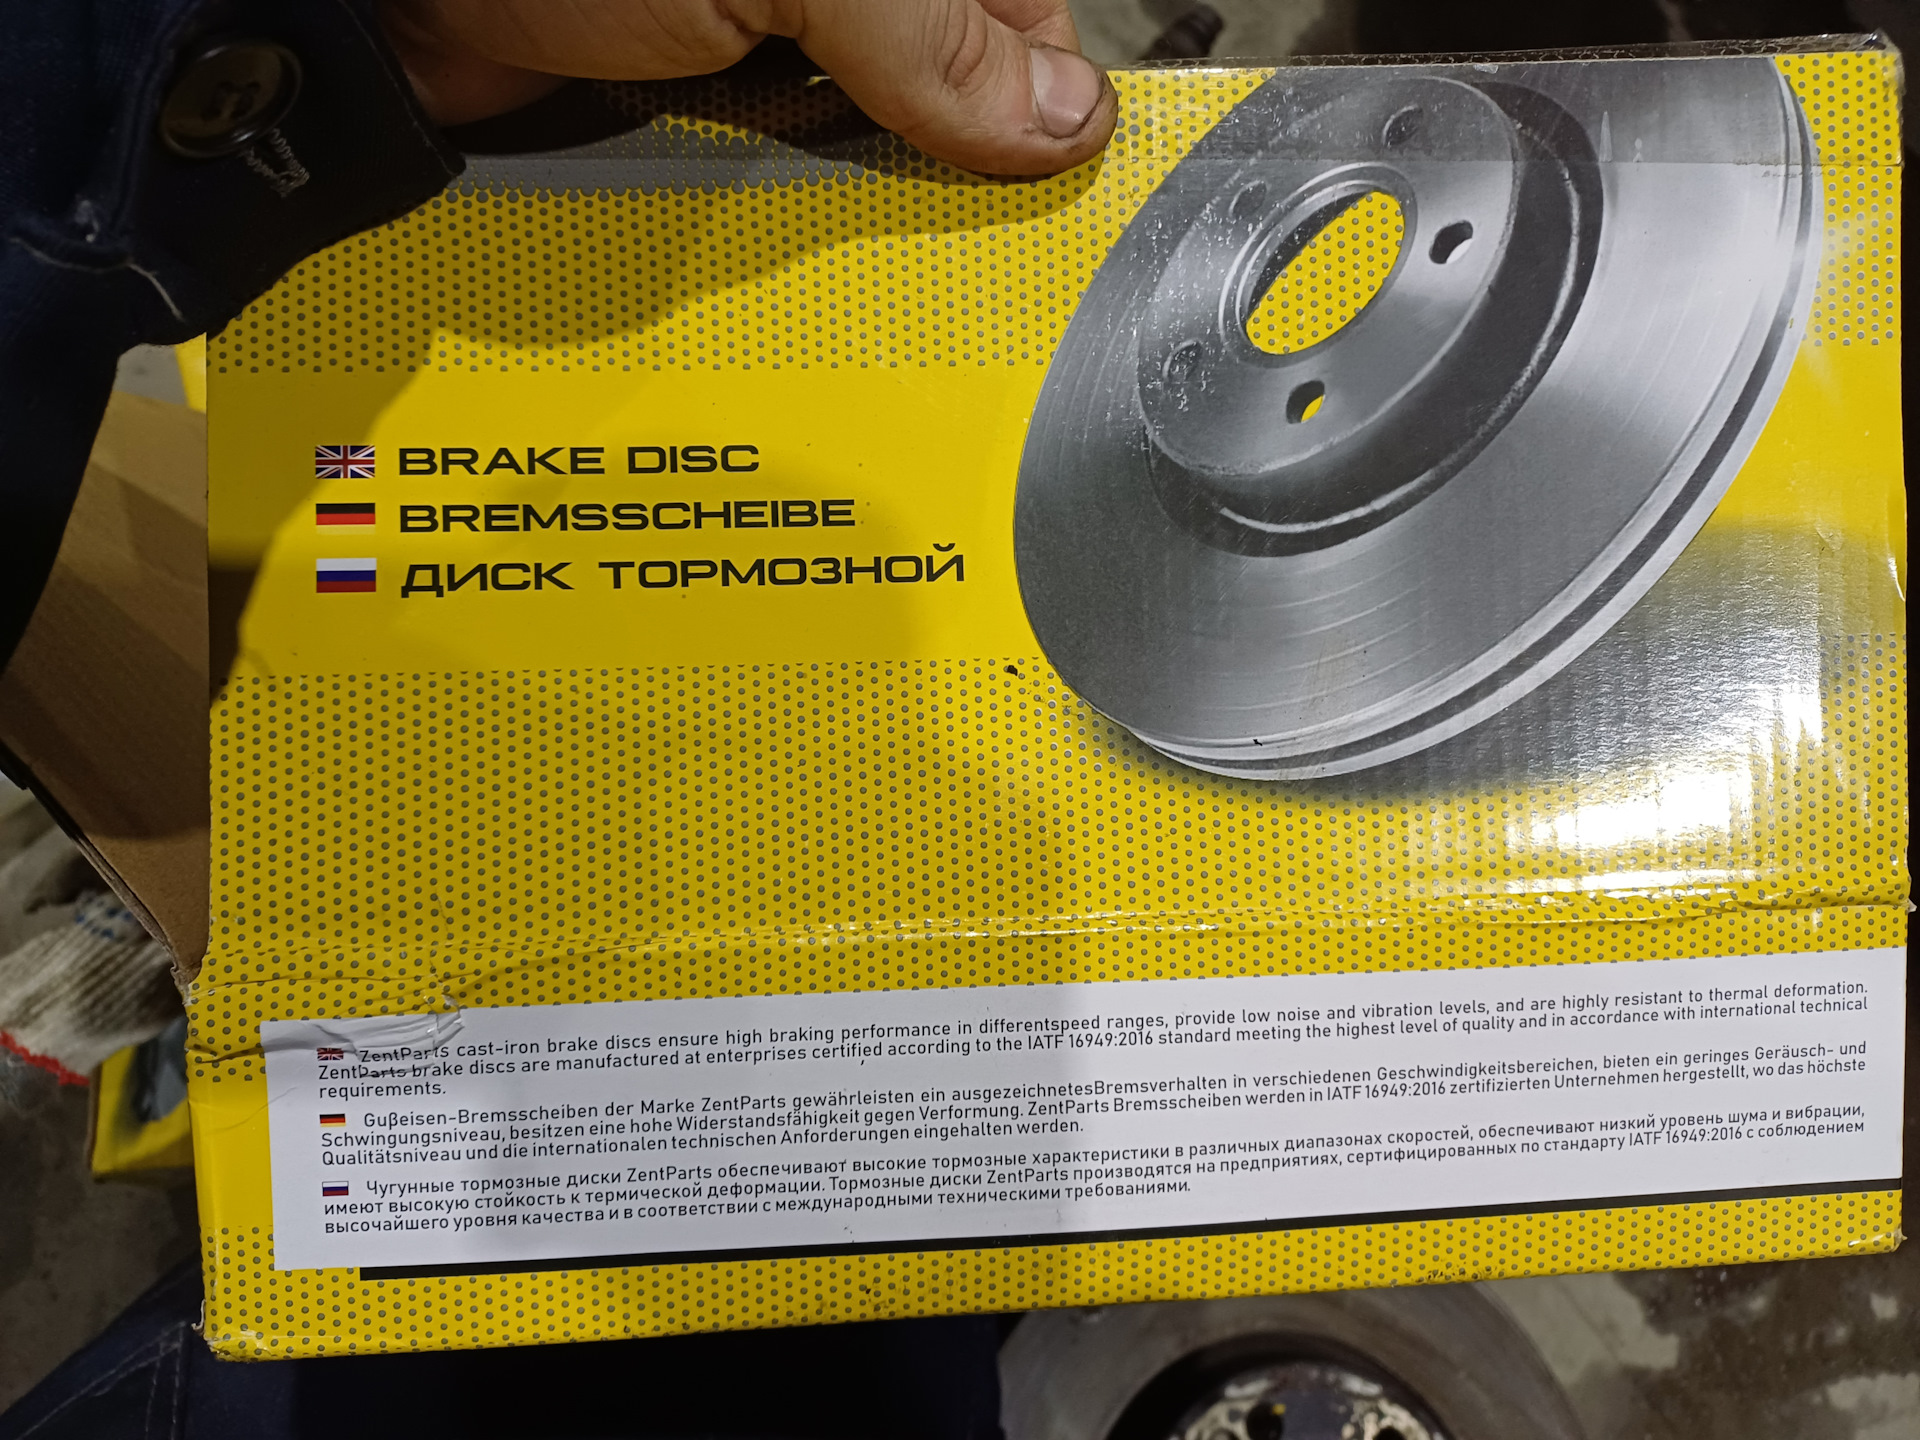 BRAKE DISC
BREMSSCHEIBE
ДИСК ТОРМОЗНОЙ
ZentParts cast-iron brake discs ensure high braking performance in differentspeed ranges, provide low noise and vibration levels, and are highly resistant to thermal deformation.
ZentParts brake discs are manufactured at enterprises certified according to the IATF 16949:2016 standard meeting the highest level of quality and in accordance with international technical
requirements.
Gußeisen-Bremsscheiben der Marke ZentParts gewährleisten ein ausgezeichnetesBremsverhalten in verschiedenen Geschwindigkeitsbereichen, bieten ein geringes Geräusch- und
Schwingungsniveau, besitzen eine hohe Widerstandsfähigkeit gegen Verformung. ZentParts Bremsscheiben werden in IATF 16949:2016 zertifizierten Unternehmen hergestellt, wo das höchste
Qualitätsniveau und die internationalen technischen Anforderungen eingehalten werden.
Чугунные тормозные диски ZentParts обеспечивают высокие тормозные характеристики в различных диапазонах скоростей, обеспечивают низкий уровень шума и вибрации,
имеют высокую стойкость к термической деформации. Тормозные диски ZentParts производятся на предприятиях, сертифицированных по стандарту IATF 16949:2016 с соблюдением
высочайшего уровня качества и в соответствии с международными техническими требованиями.